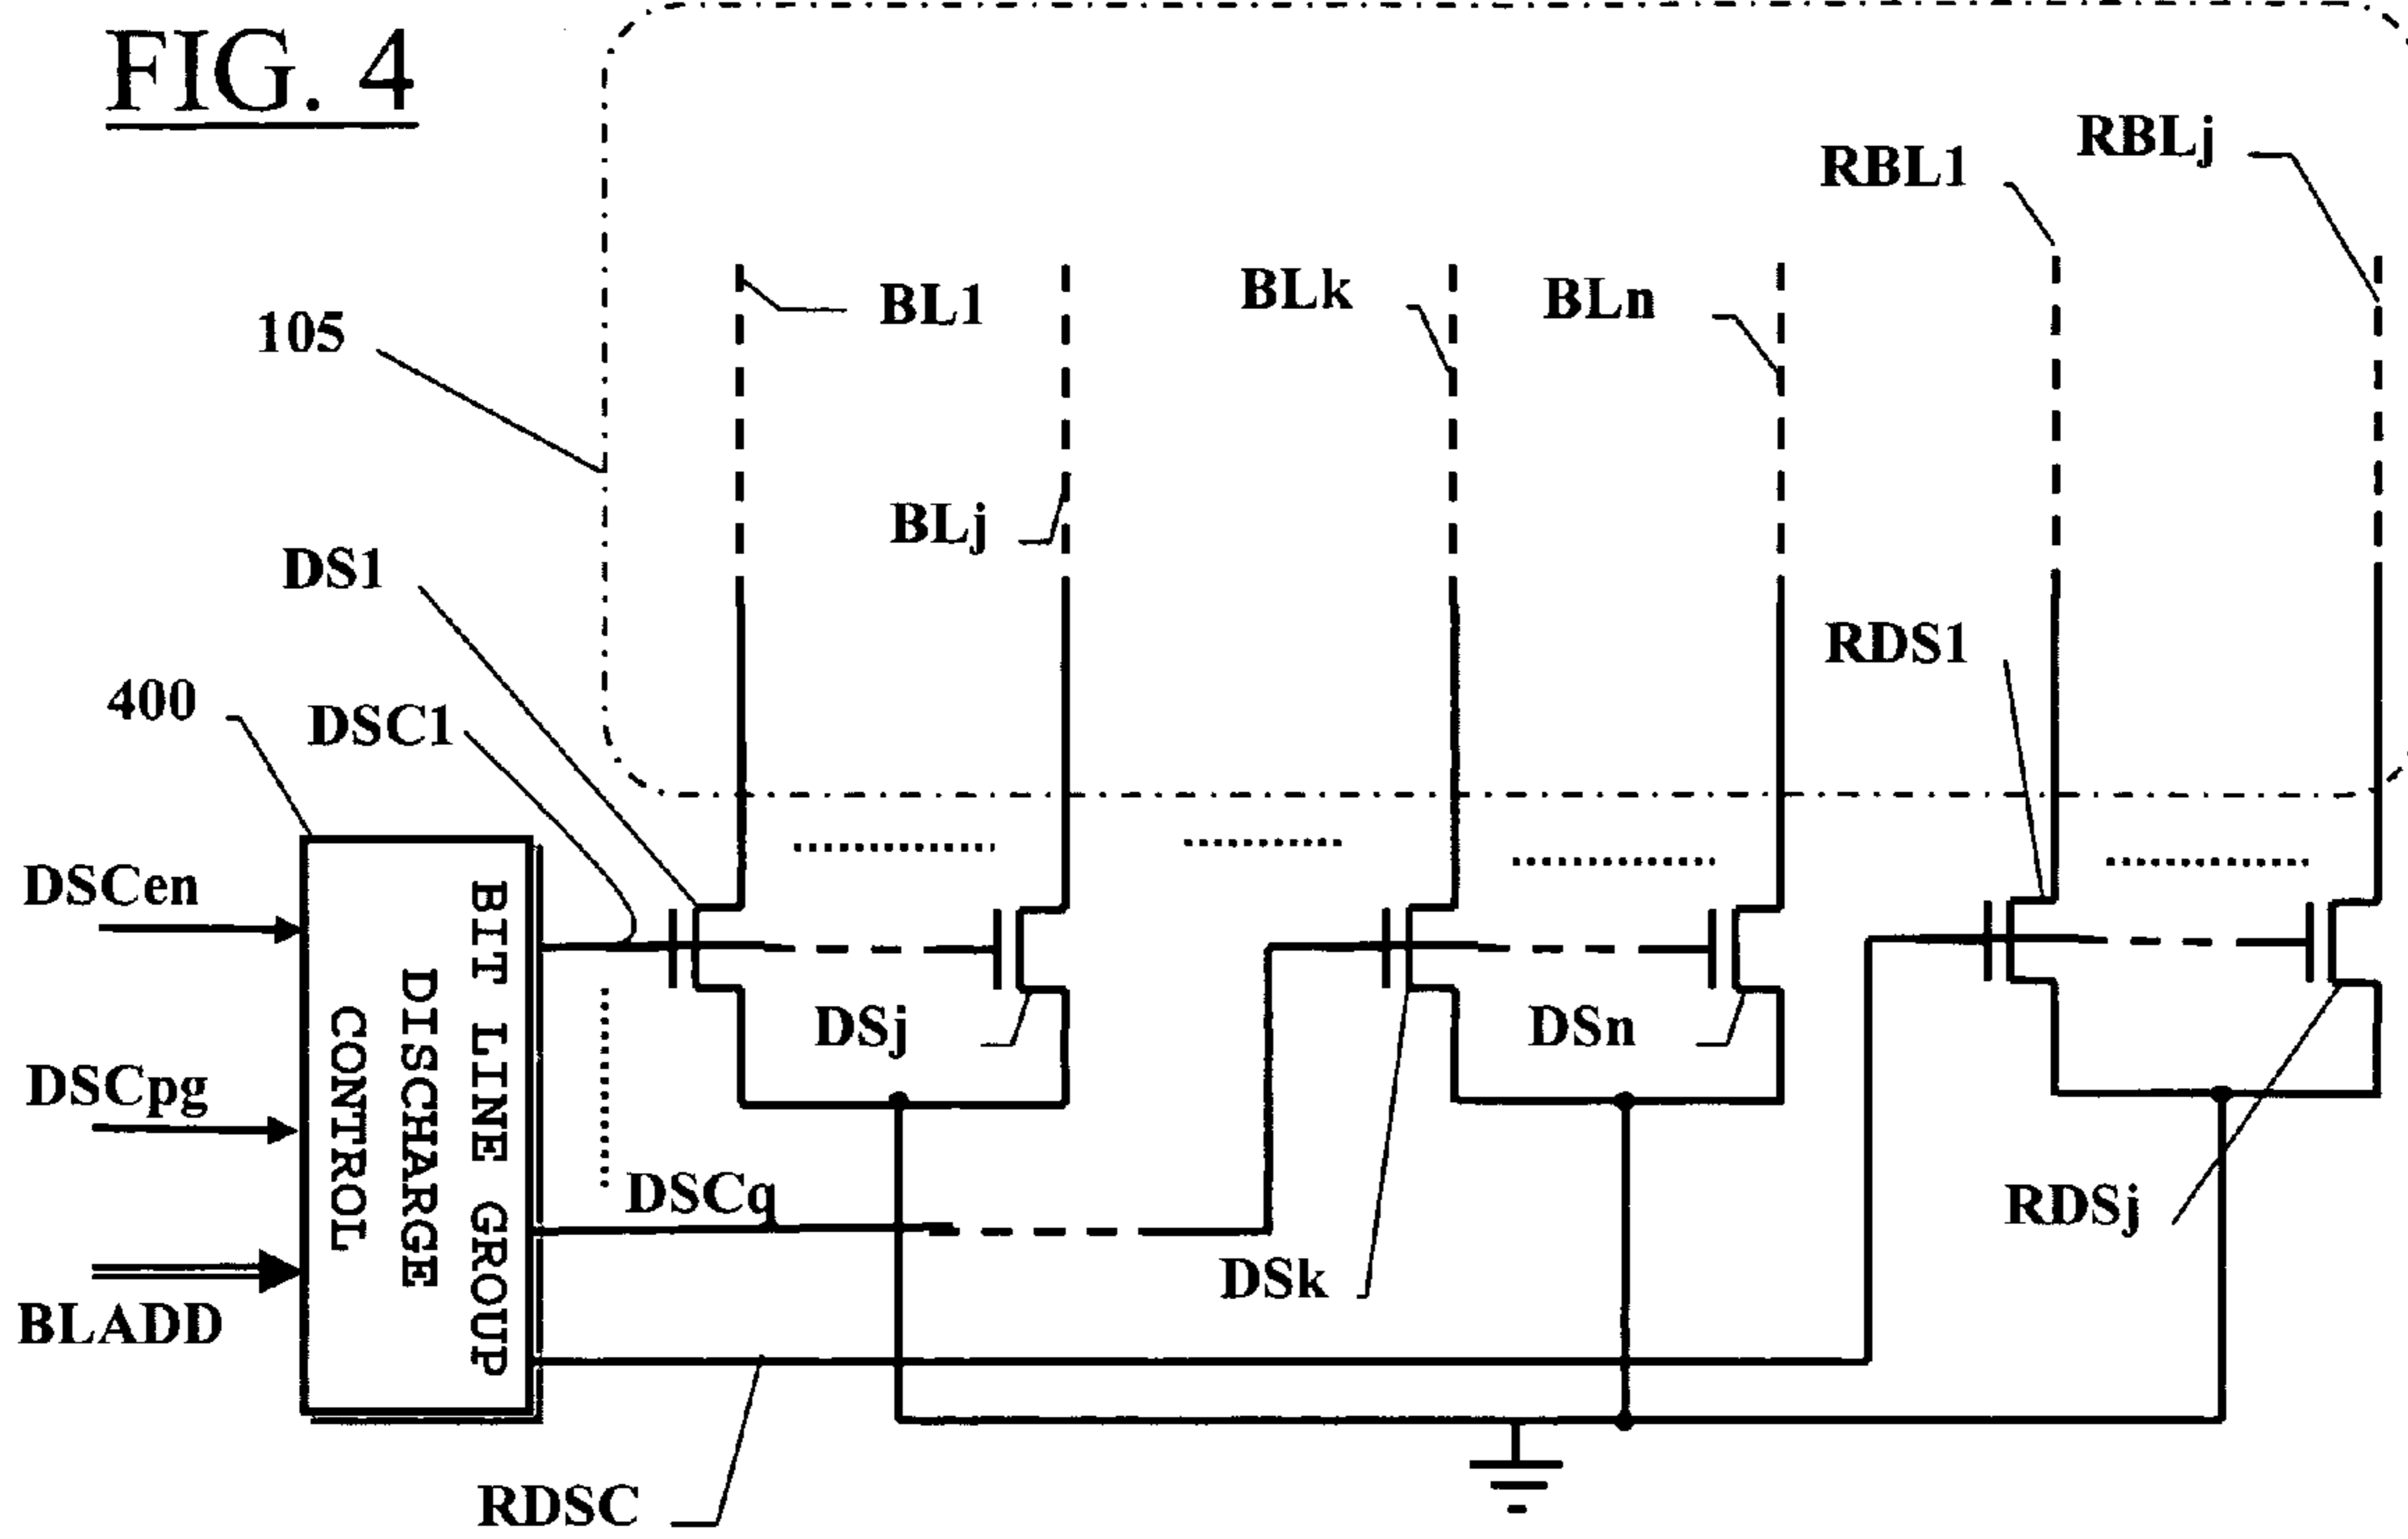 FIG. 4
RBLj
RBL1
BL1
BLk
BLn
105
BLj
DS1
RDS1
400
DSC1
DSCen
BIT LINE GROUP
DISCHARGE
CONTROL
DSj
DSn
DSCpg
DSCq
RDSj
DSk
BLADD
RDSC